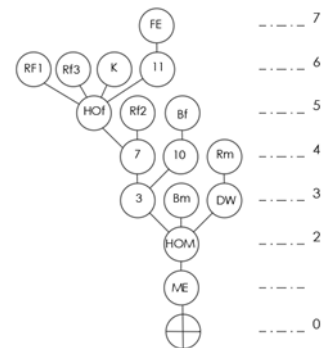 FE 7
RF1 Rf3 K 11 6
HOf Rf2 Bf 5
7 10 Rm 4
3 Bm DW 3
HOM 2
ME
0